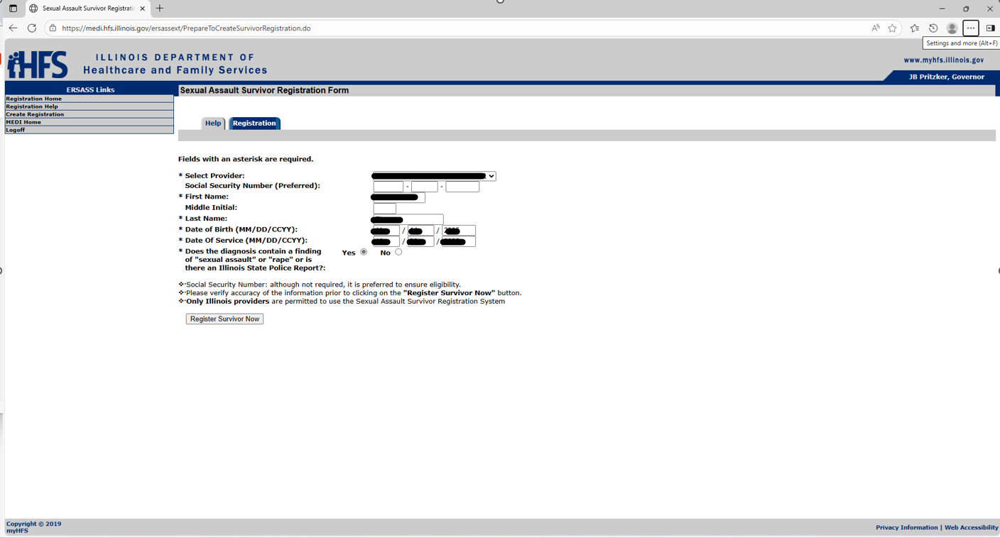 Sexual Assault Survivor Registratic
https://medi.hfs.illinois.gov/ersassext/PrepareToCreateSurvivorRegistration.do
Settings and more (Alt+F)
HFS
ILLINOIS DEPARTMENT OF
Healthcare and Family Services
www.myhfs.illinois.gov
JB Pritzker, Governor
ERSASS Links
Registration Home
Registration Help
Create Registration
MEDI Home
Logoff
Sexual Assault Survivor Registration Form
Help Registration
Fields with an asterisk are required.
* Select Provider:
Social Security Number (Preferred): - -
* First Name:
Middle Initial:
* Last Name:
* Date of Birth (MM/DD/CCYY): / /
* Date Of Service (MM/DD/CCYY): / /
* Does the diagnosis contain a finding
of "sexual assault" or "rape" or is
there an Illinois State Police Report?:
Yes No
Social Security Number: although not required, it is preferred to ensure eligibility.
Please verify accuracy of the information prior to clicking on the "Register Survivor Now" button.
Only Illinois providers are permitted to use the Sexual Assault Survivor Registration System
Register Survivor Now
Copyright © 2019
myHFS
Privacy Information | Web Accessibility